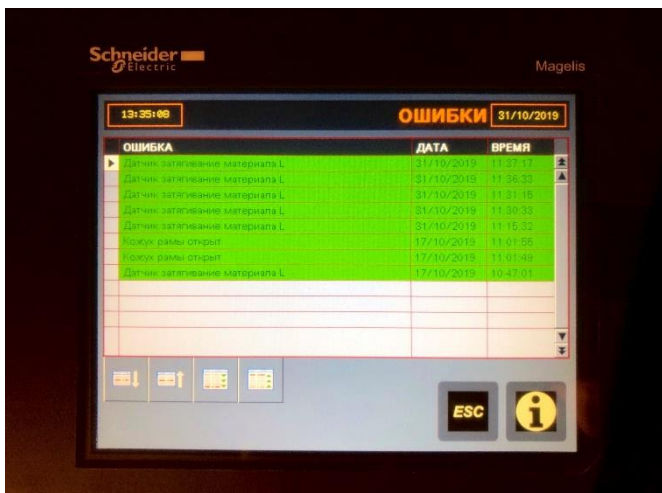 Schneider
Electric
Magelis
13:35:08 ОШИБКИ 31/10/2019
ОШИБКА ДАТА ВРЕМЯ
Датчик затягивание материала L 31/10/2019 11:37:17
Датчик затягивание материала L 31/10/2019 11:36:33
Датчик затягивание материала L 31/10/2019 11:31:15
Датчик затягивание материала L 31/10/2019 11:30:33
Датчик затягивание материала L 31/10/2019 11:15:32
Кожух рамы открыт 17/10/2019 11:01:55
Кожух рамы открыт 17/10/2019 11:01:49
Датчик затягивание материала L 17/10/2019 10:47:01
ESC